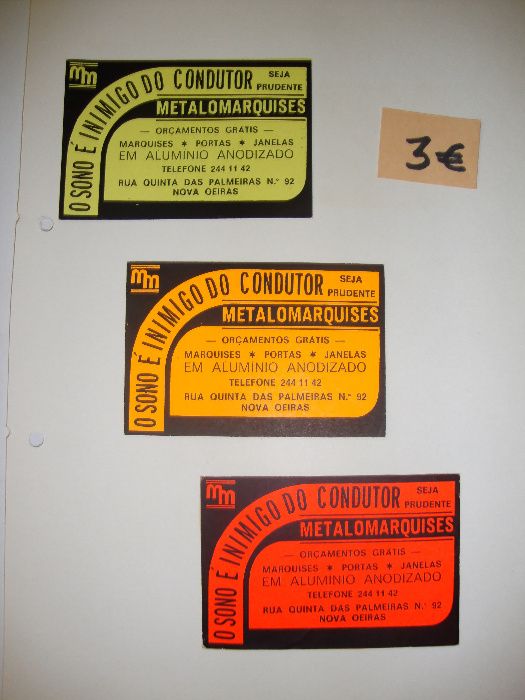 mm
O SONO É INIMIGO DO CONDUTOR
SEJA
PRUDENTE
METALOMARQUISES
— ORÇAMENTOS GRÁTIS —
MARQUISES * PORTAS * JANELAS
EM ALUMINIO ANODIZADO
TELEFONE 244 11 42
RUA QUINTA DAS PALMEIRAS N.º 92
NOVA OEIRAS
3€
mm
O SONO É INIMIGO DO CONDUTOR
SEJA
PRUDENTE
METALOMARQUISES
— ORÇAMENTOS GRÁTIS —
MARQUISES * PORTAS * JANELAS
EM ALUMINIO ANODIZADO
TELEFONE 244 11 42
RUA QUINTA DAS PALMEIRAS N.º 92
NOVA OEIRAS
mm
O SONO É INIMIGO DO CONDUTOR
SEJA
PRUDENTE
METALOMARQUISES
— ORÇAMENTOS GRÁTIS —
MARQUISES * PORTAS * JANELAS
EM ALUMINIO ANODIZADO
TELEFONE 244 11 42
RUA QUINTA DAS PALMEIRAS N.º 92
NOVA OEIRAS